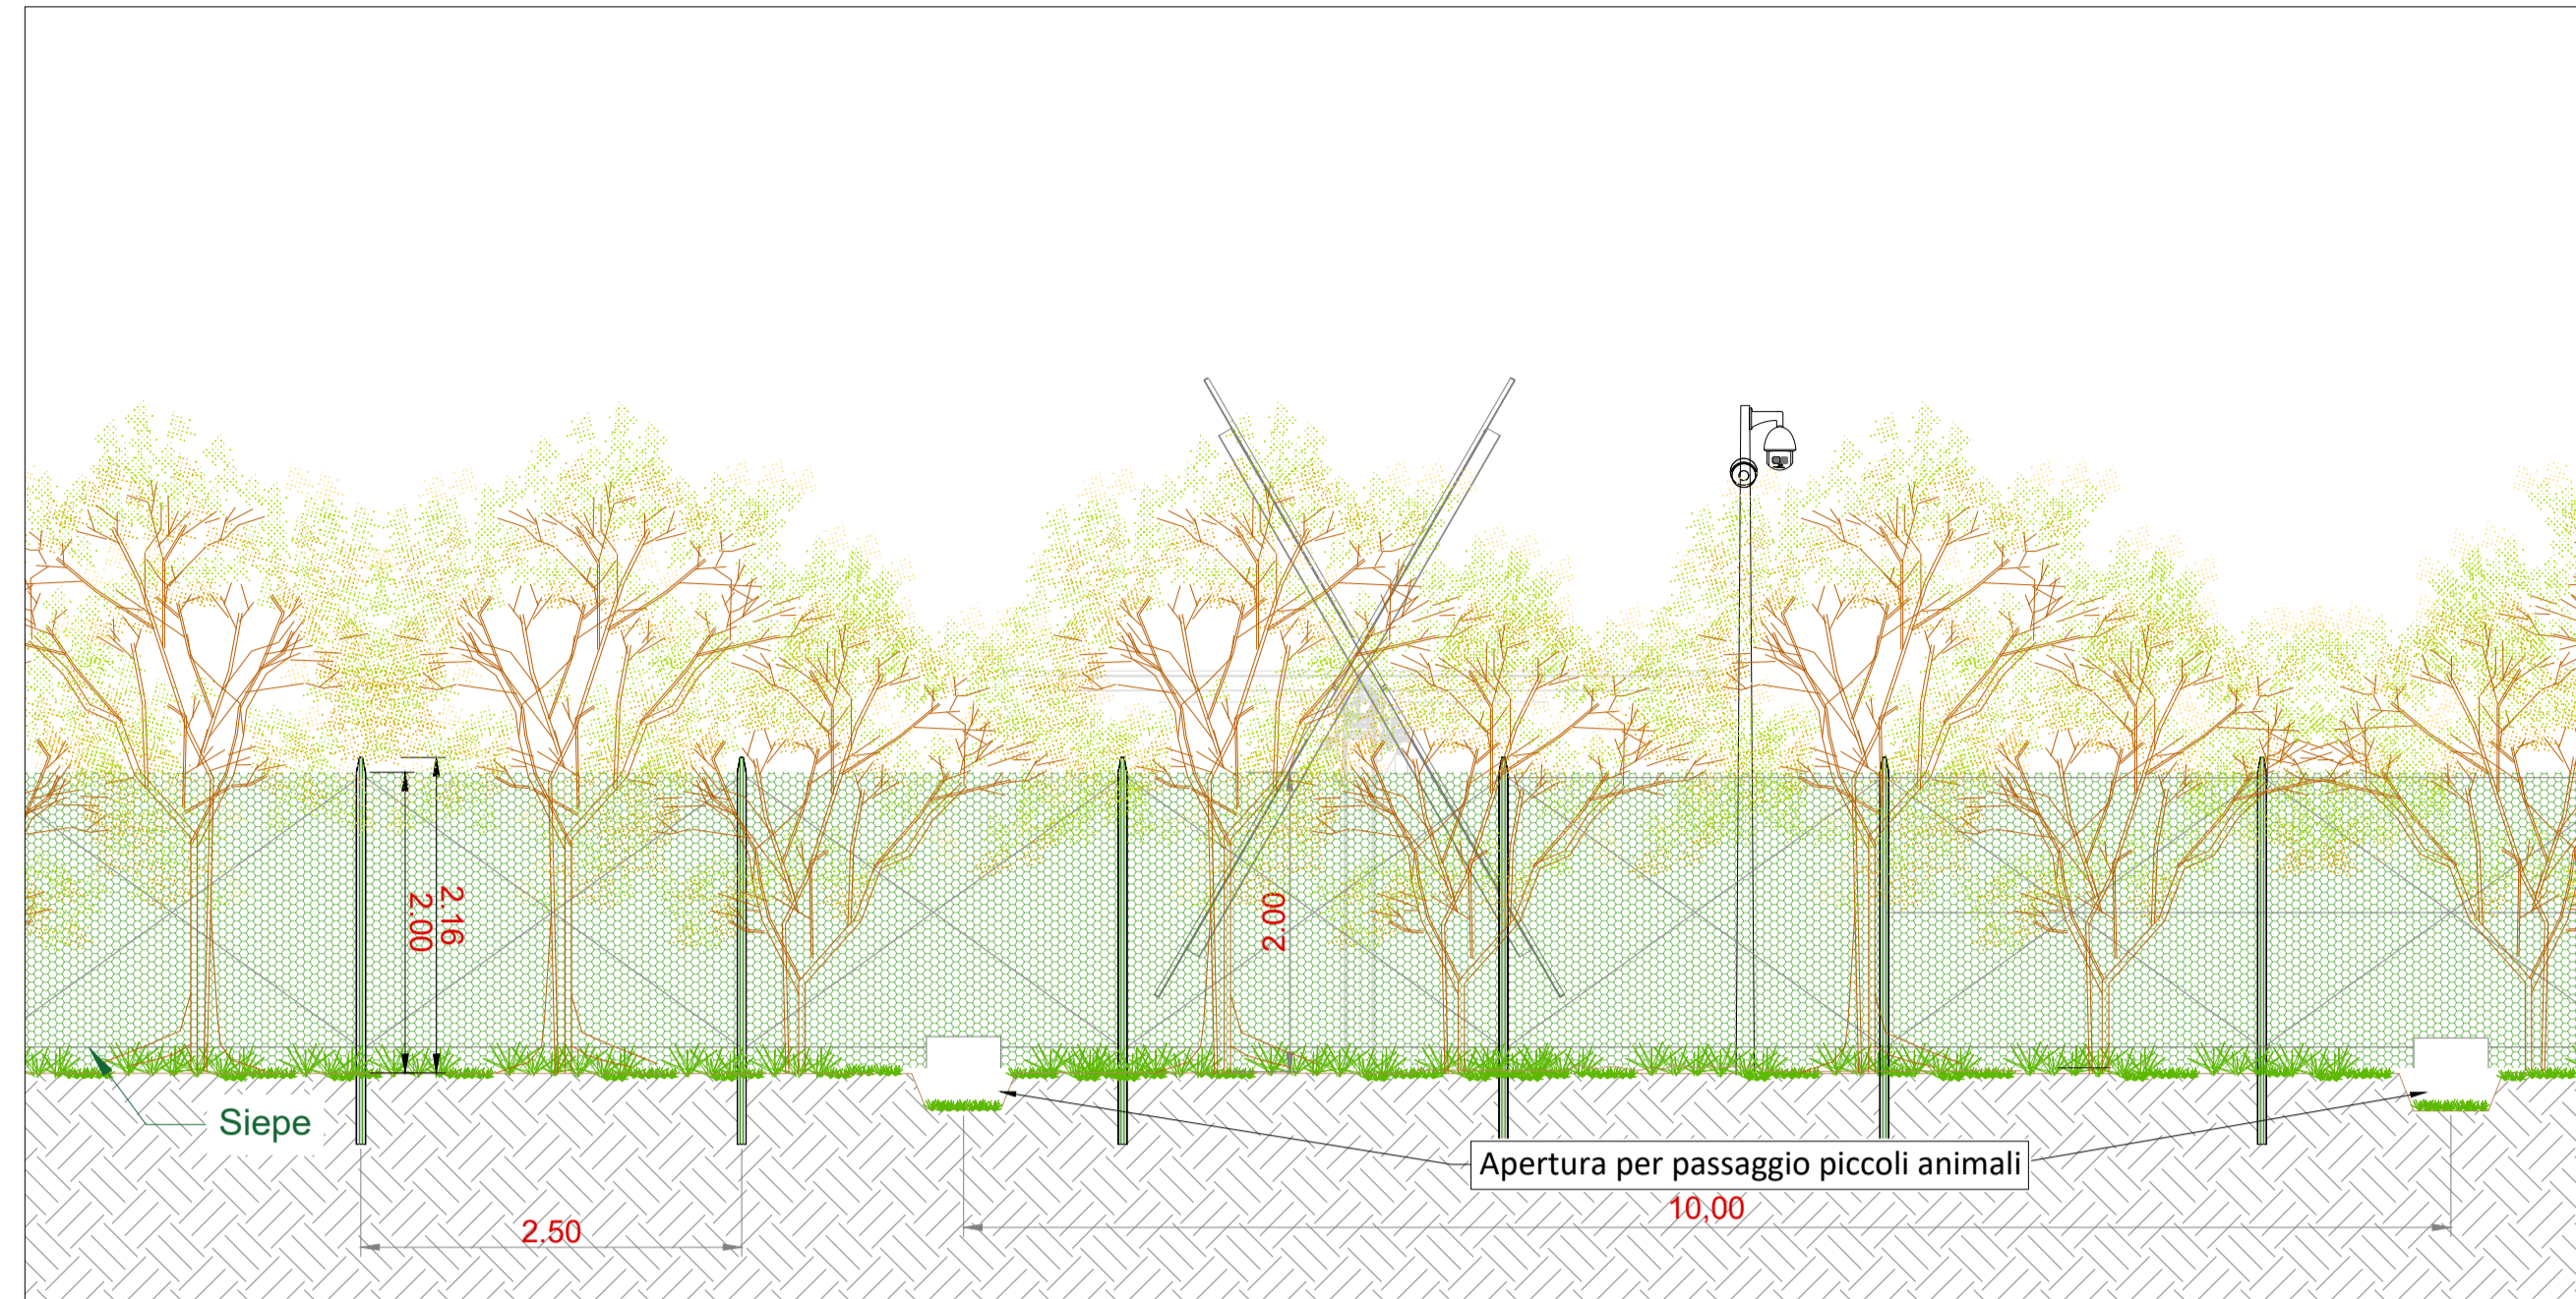 2.16
2.00
2.00
Siepe
Apertura per passaggio piccoli animali
10,00
2.50